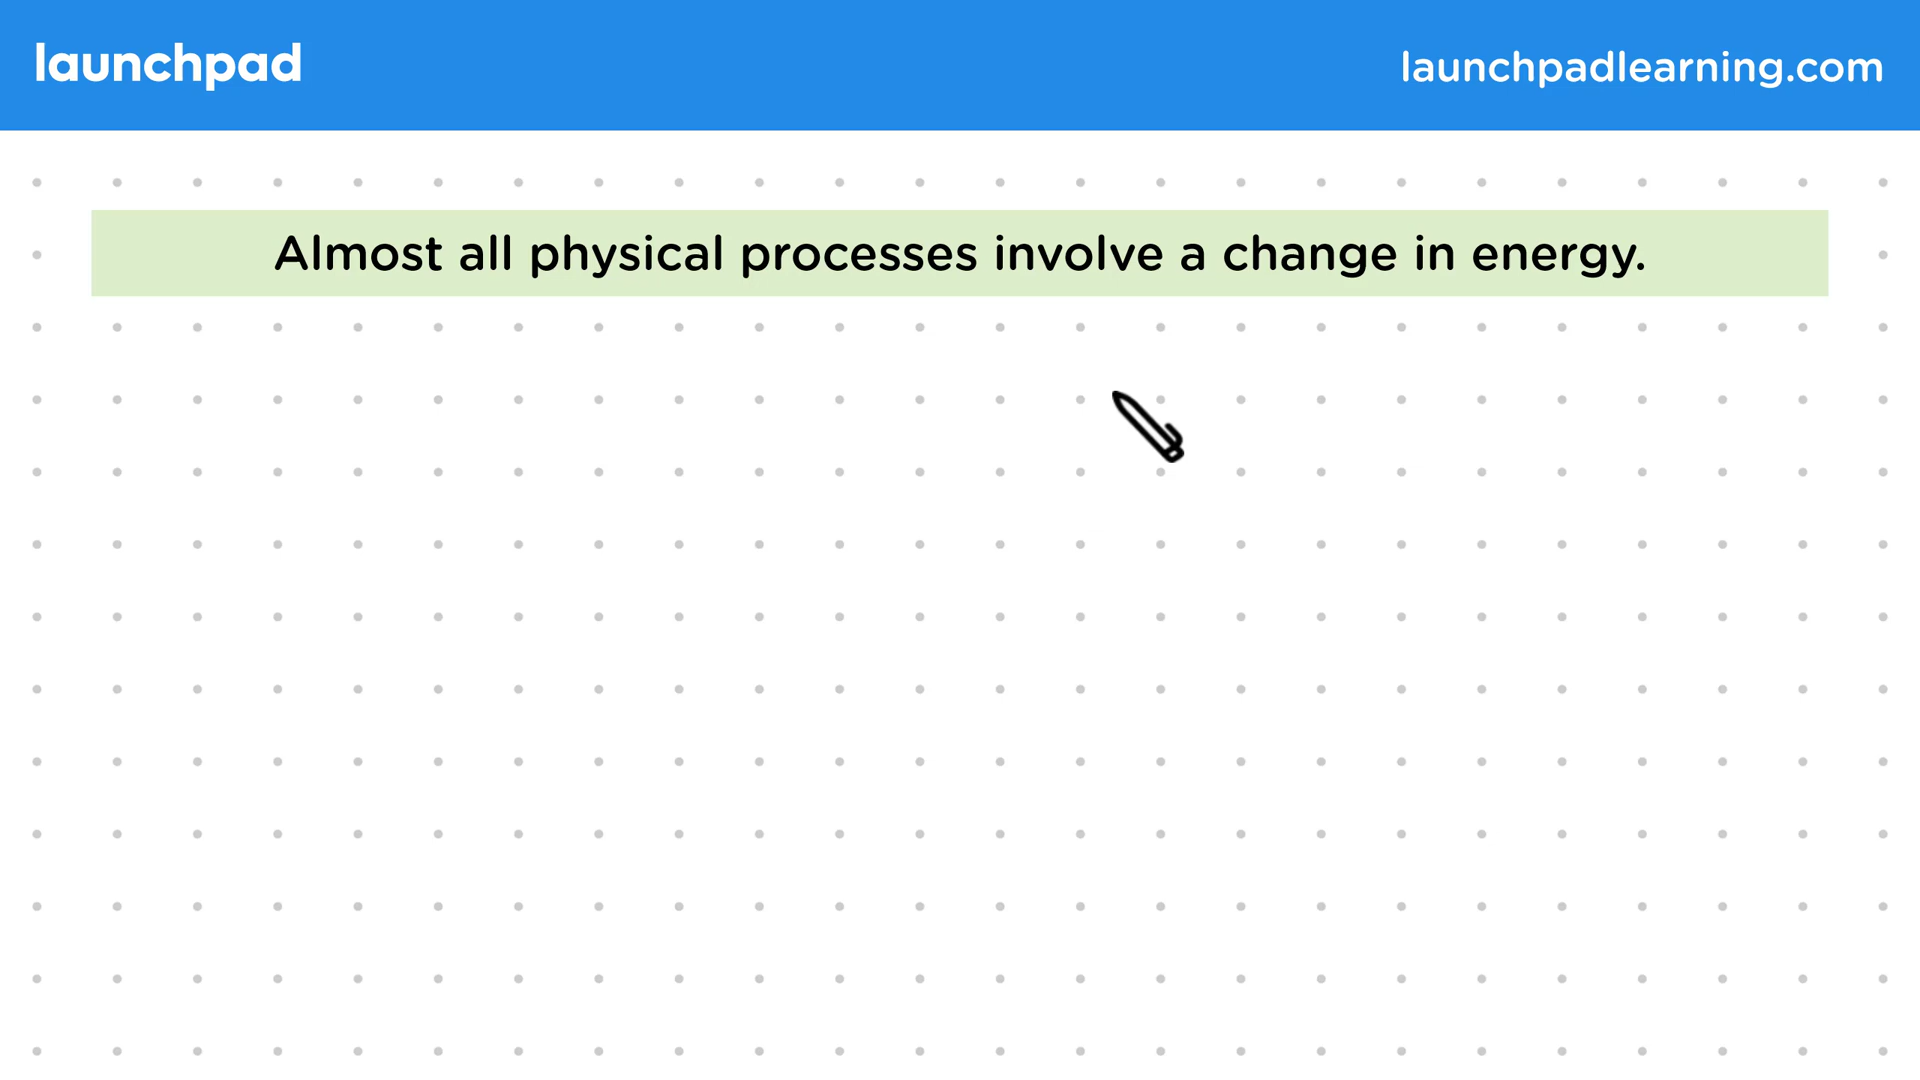 launchpad
launchpadlearning.com
Almost all physical processes involve a change in energy.